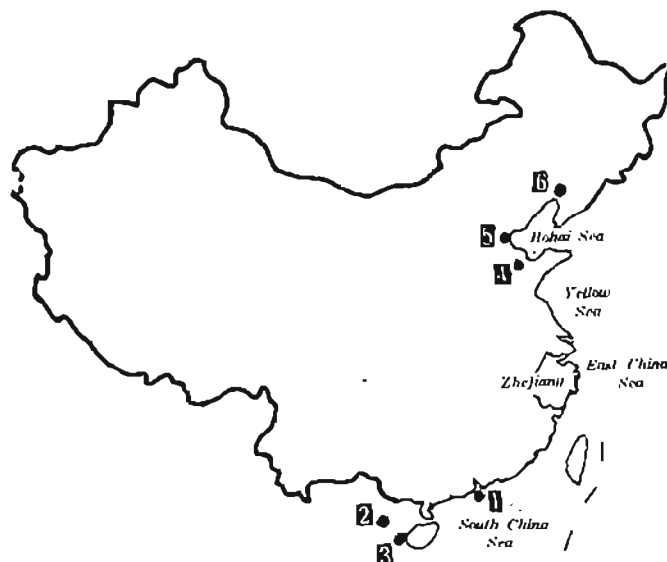 6
5
Bohai Sea
4
Yellow
Sea
Zhejiang
East China
Sea
1
2
South China
Sea
3